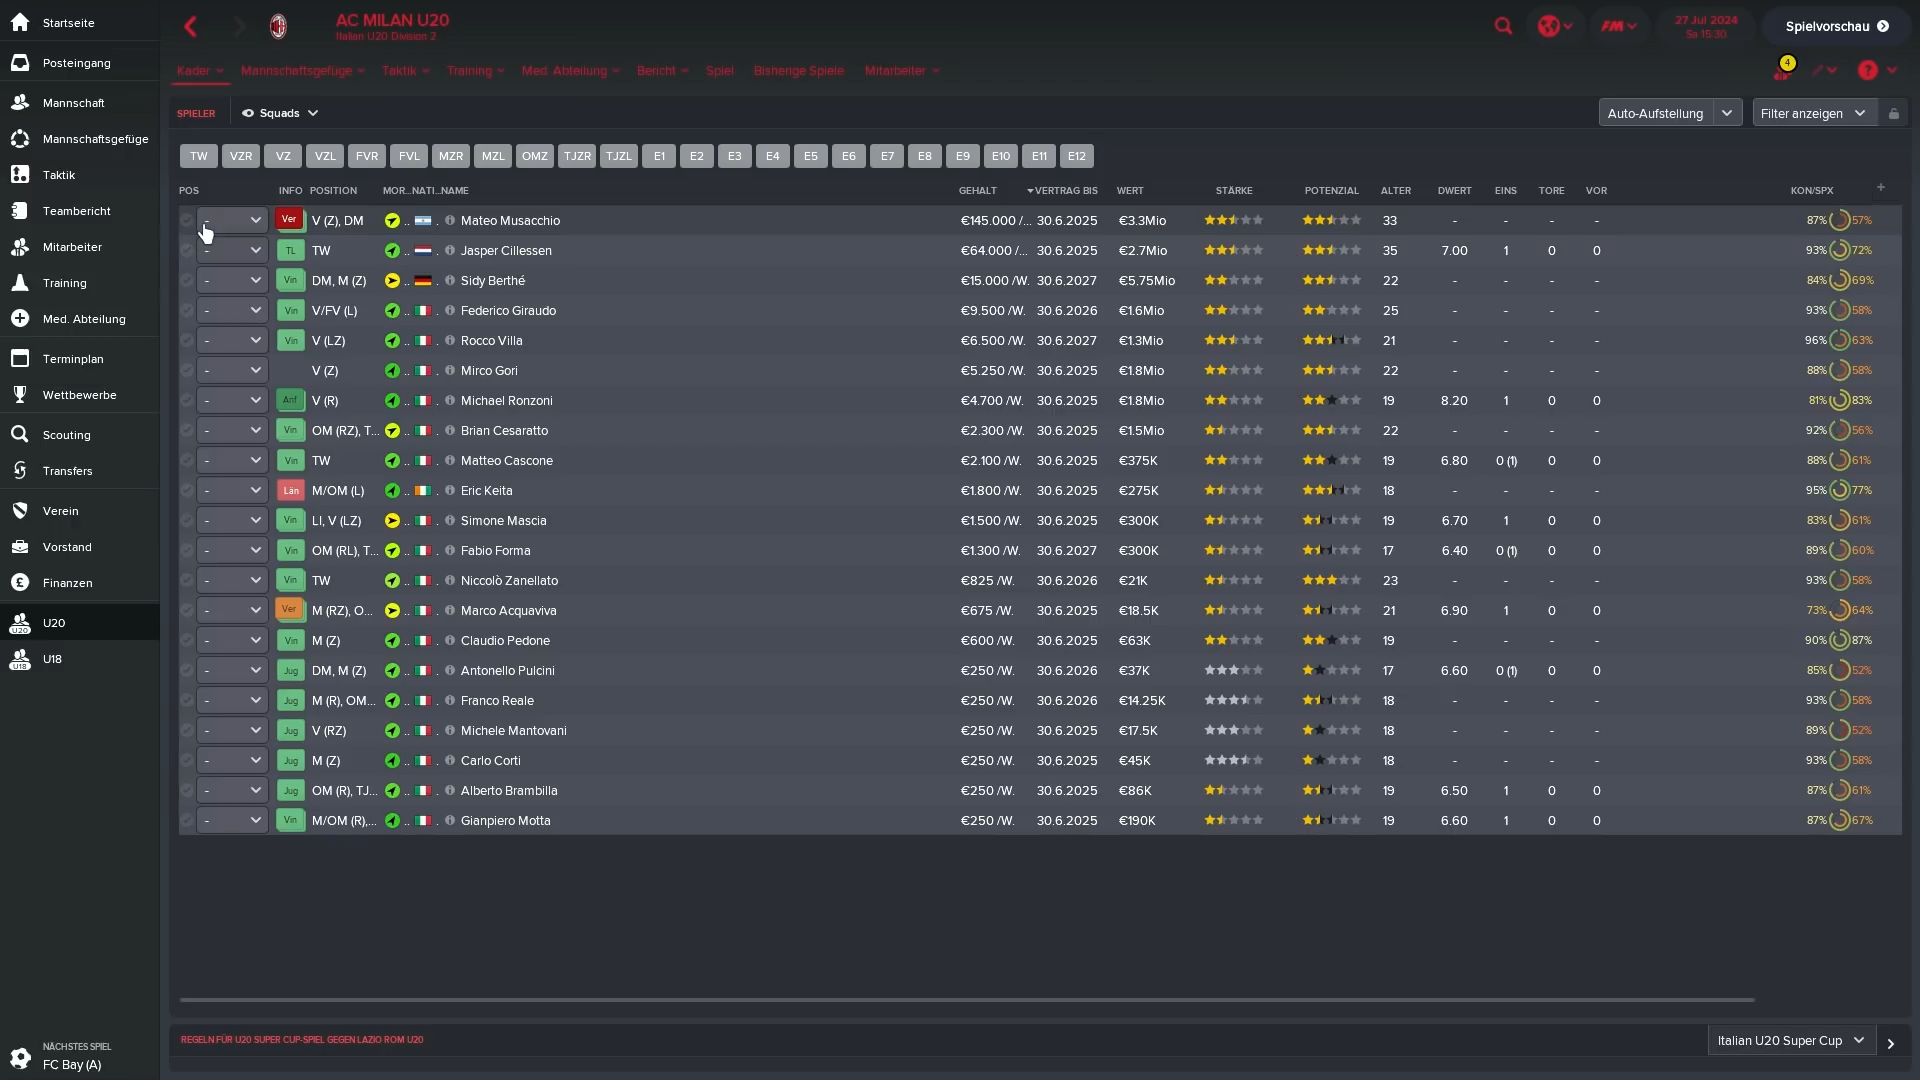 Startseite
Posteingang
Mannschaft
Mannschaftsgefüge
Taktik
Teambericht
Mitarbeiter
Training
Med. Abteilung
Terminplan
Wettbewerbe
Scouting
Transfers
Verein
Vorstand
Finanzen
U20
U18
NÄCHSTES SPIEL
FC Bay (A)
AC MILAN U20
Italian U20 Division 2
FM
27 Jul 2024
Sa 15:30
Spielvorschau
Kader Mannschaftsgefüge Taktik Training Med. Abteilung Bericht Spiel Bisherige Spiele Mitarbeiter
4
SPIELER Squads Auto-Aufstellung Filter anzeigen
TW VZR VZ VZL FVR FVL MZR MZL OMZ TJZR TJZL E1 E2 E3 E4 E5 E6 E7 E8 E9 E10 E11 E12
POS INFO POSITION MOR... NATI... NAME GEHALT VERTRAG BIS WERT STÄRKE POTENZIAL ALTER DWERT EINS TORE VOR KON/SPX +
- Ver V (Z), DM .. . Mateo Musacchio €145.000 /... 30.6.2025 €3.3Mio 33 - - - - 87% 57%
- TL TW .. . Jasper Cillessen €64.000 /... 30.6.2025 €2.7Mio 35 7.00 1 0 0 93% 72%
- Vin DM, M (Z) .. . Sidy Berthé €15.000 /W. 30.6.2027 €5.75Mio 22 - - - - 84% 69%
- Vin V/FV (L) .. . Federico Giraudo €9.500 /W. 30.6.2026 €1.6Mio 25 - - - - 93% 58%
- Vin V (LZ) .. . Rocco Villa €6.500 /W. 30.6.2027 €1.3Mio 21 - - - - 96% 63%
- V (Z) .. . Mirco Gori €5.250 /W. 30.6.2025 €1.8Mio 22 - - - - 88% 58%
- Anf V (R) .. . Michael Ronzoni €4.700 /W. 30.6.2025 €1.8Mio 19 8.20 1 0 0 81% 83%
- Vin OM (RZ), T... .. . Brian Cesaratto €2.300 /W. 30.6.2025 €1.5Mio 22 - - - - 92% 56%
- Vin TW .. . Matteo Cascone €2.100 /W. 30.6.2025 €375K 19 6.80 0 (1) 0 0 88% 61%
- Län M/OM (L) .. . Eric Keita €1.800 /W. 30.6.2025 €275K 18 - - - - 95% 77%
- Vin LI, V (LZ) .. . Simone Mascia €1.500 /W. 30.6.2025 €300K 19 6.70 1 0 0 83% 61%
- Vin OM (RL), T... .. . Fabio Forma €1.300 /W. 30.6.2027 €300K 17 6.40 0 (1) 0 0 89% 60%
- Vin TW .. . Niccolò Zanellato €825 /W. 30.6.2026 €21K 23 - - - - 93% 58%
- Ver M (RZ), O... .. . Marco Acquaviva €675 /W. 30.6.2025 €18.5K 21 6.90 1 0 0 73% 64%
- Vin M (Z) .. . Claudio Pedone €600 /W. 30.6.2025 €63K 19 - - - - 90% 87%
- Jug DM, M (Z) .. . Antonello Pulcini €250 /W. 30.6.2026 €37K 17 6.60 0 (1) 0 0 85% 52%
- Jug M (R), OM... .. . Franco Reale €250 /W. 30.6.2026 €14.25K 18 - - - - 93% 58%
- Jug V (RZ) .. . Michele Mantovani €250 /W. 30.6.2025 €17.5K 18 - - - - 89% 52%
- Jug M (Z) .. . Carlo Corti €250 /W. 30.6.2025 €45K 18 - - - - 93% 58%
- Jug OM (R), TJ... .. . Alberto Brambilla €250 /W. 30.6.2025 €86K 19 6.50 1 0 0 87% 61%
- Vin M/OM (R),... .. . Gianpiero Motta €250 /W. 30.6.2025 €190K 19 6.60 1 0 0 87% 67%
REGELN FÜR U20 SUPER CUP-SPIEL GEGEN LAZIO ROM U20 Italian U20 Super Cup